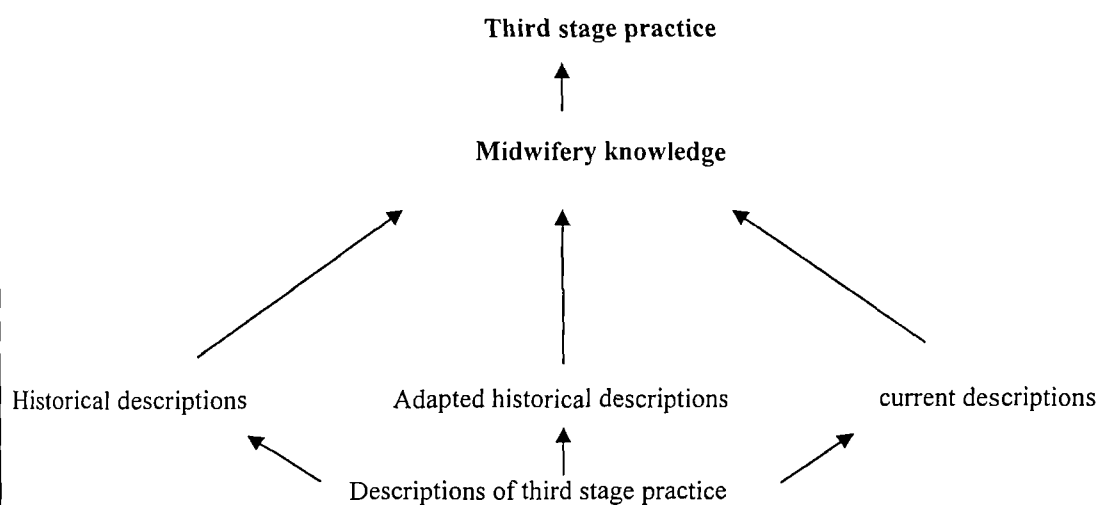 Third stage practice
Midwifery knowledge
Historical descriptions
Adapted historical descriptions
current descriptions
Descriptions of third stage practice